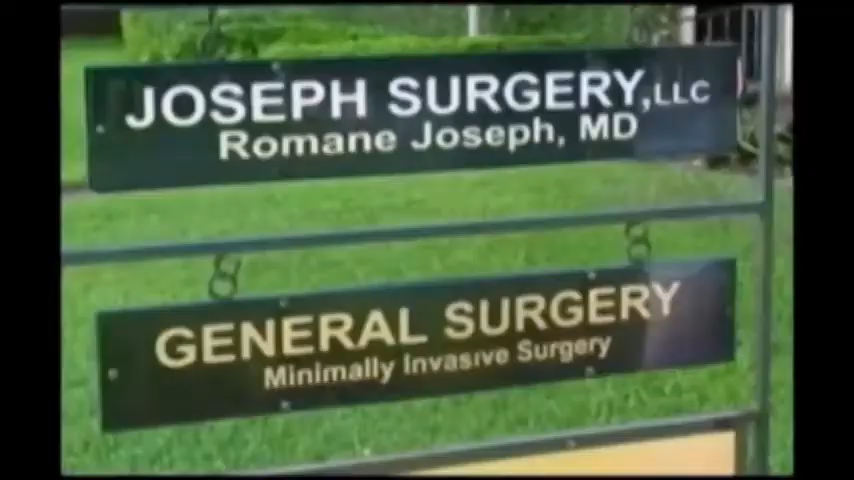 JOSEPH SURGERY, LLC
Romane Joseph, MD
GENERAL SURGERY
Minimally Invasive Surgery